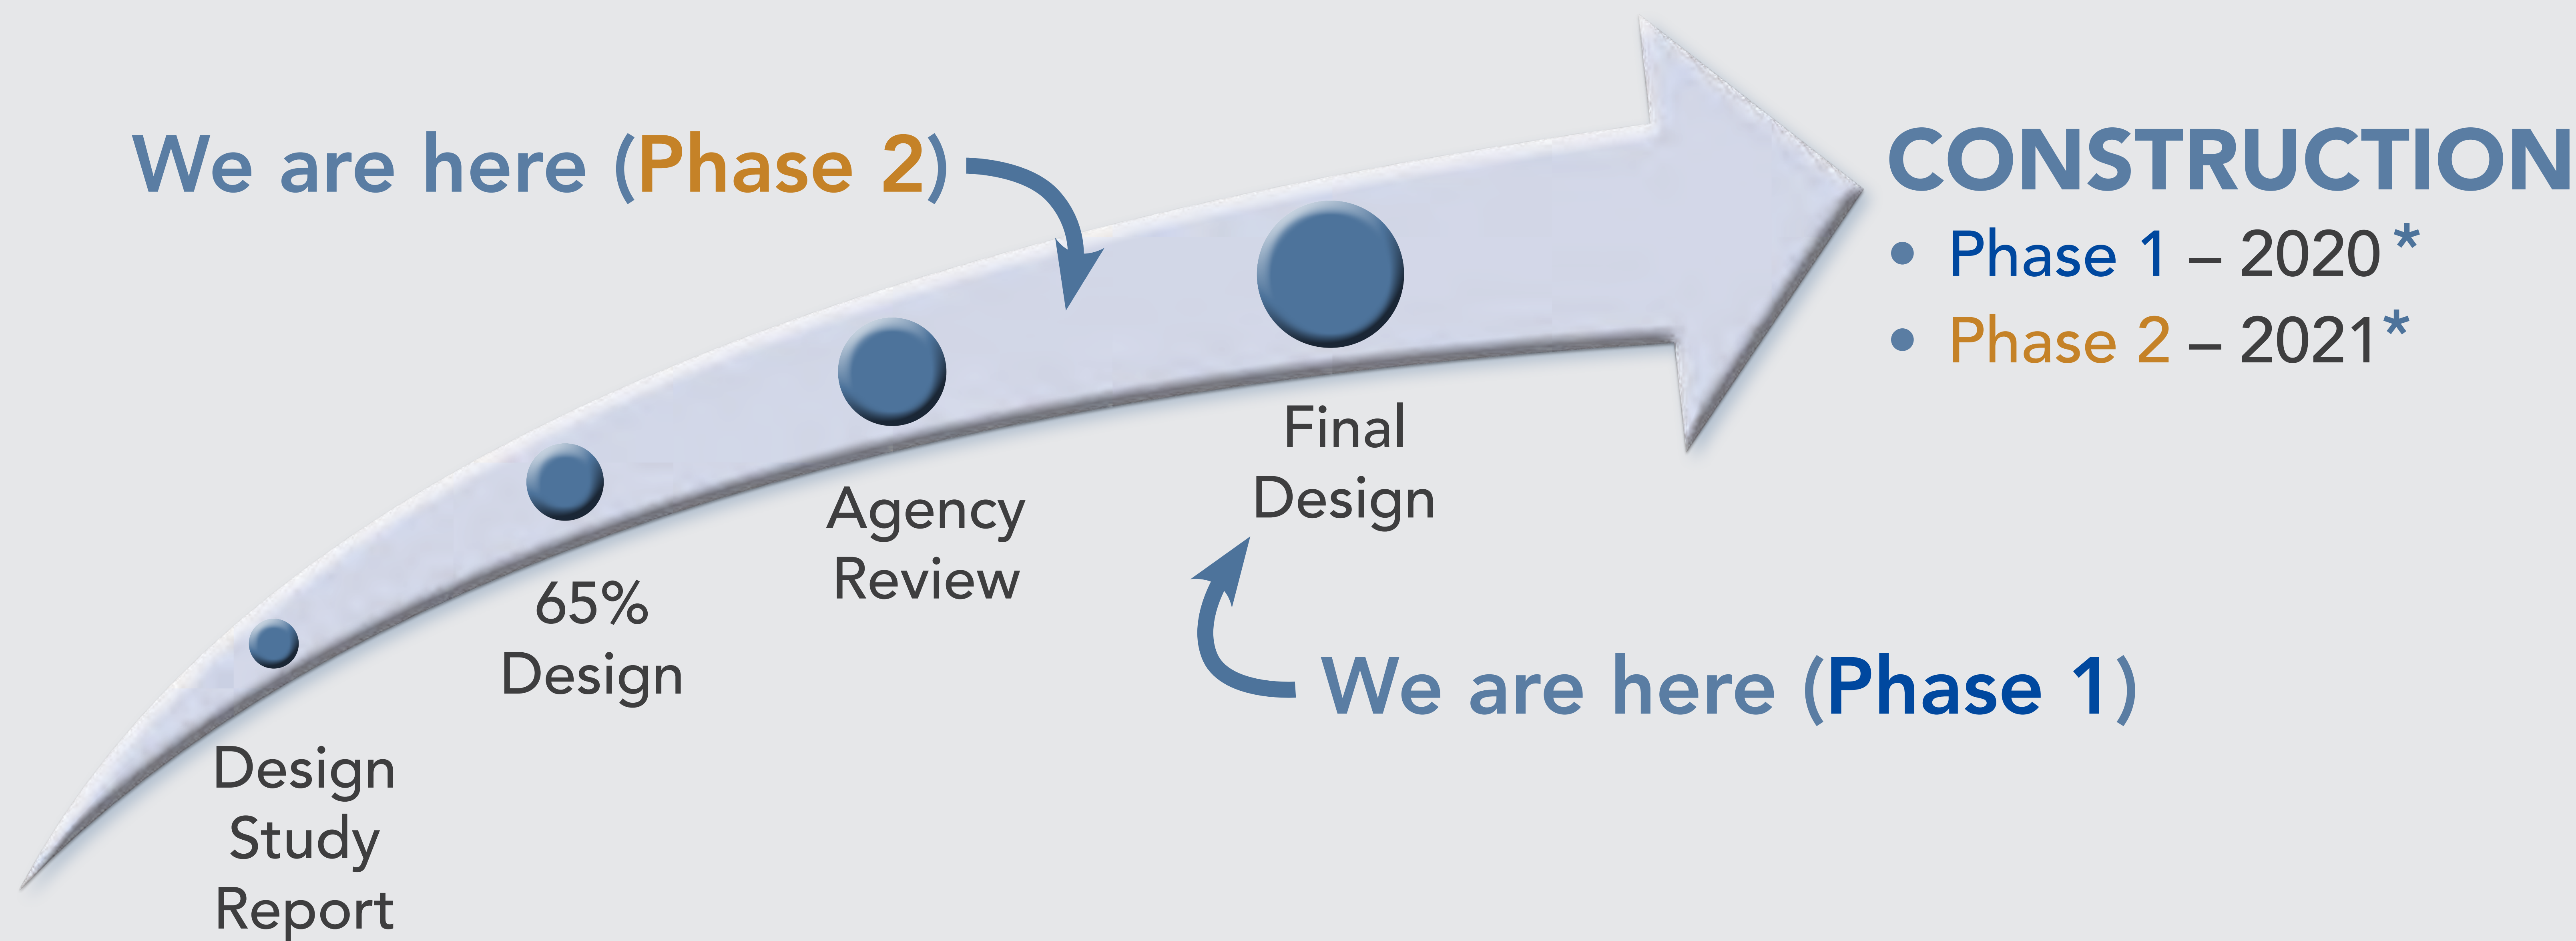 We are here (Phase 2)
CONSTRUCTION
• Phase 1 – 2020 *
• Phase 2 – 2021*
Final
Design
Agency
Review
65%
Design
We are here (Phase 1)
Design
Study
Report